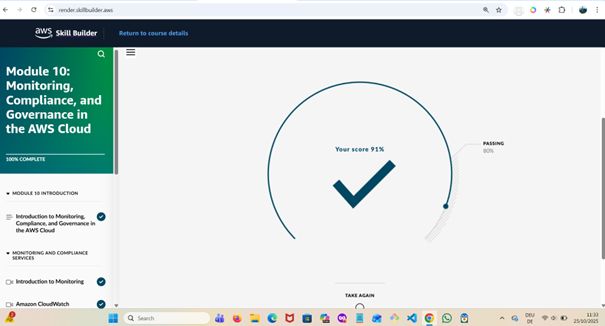 render.skillbuilder.aws
aws Skill Builder
Return to course details
Module 10:
Monitoring,
Compliance, and
Governance in
the AWS Cloud
100% COMPLETE
MODULE 10 INTRODUCTION
Introduction to Monitoring,
Compliance, and Governance in
the AWS Cloud
MONITORING AND COMPLIANCE
SERVICES
Introduction to Monitoring
Amazon CloudWatch
Your score 91%
PASSING
80%
TAKE AGAIN
Search
DEU
DE
11:31
25/10/2025